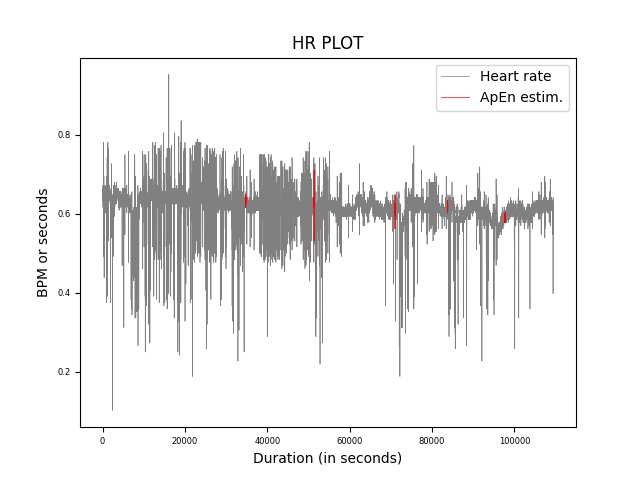 HR PLOT
Heart rate
ApEn estim.
0.8
0.6
0.4
0.2
BPM or seconds
0 20000 40000 60000 80000 100000
Duration (in seconds)